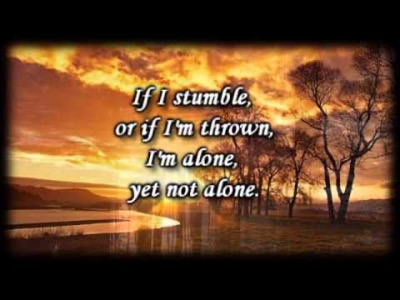 If I stumble,
or if I'm thrown,
I'm alone,
yet not alone.